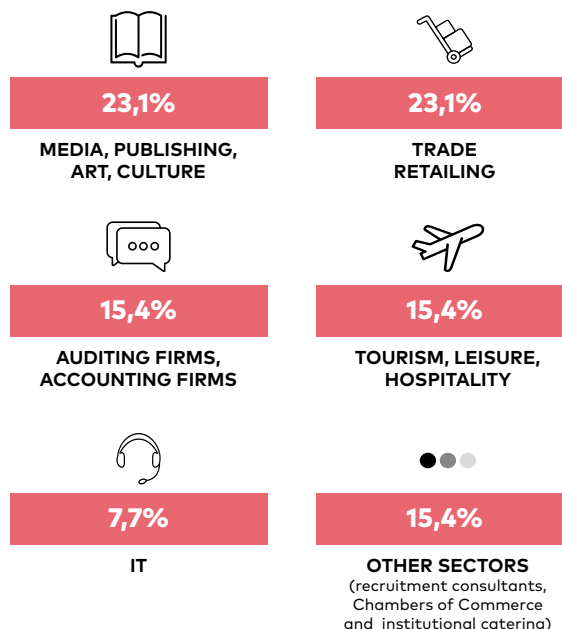 23,1%
MEDIA, PUBLISHING,
ART, CULTURE
23,1%
TRADE
RETAILING
15,4%
AUDITING FIRMS,
ACCOUNTING FIRMS
15,4%
TOURISM, LEISURE,
HOSPITALITY
7,7%
IT
15,4%
OTHER SECTORS
(recruitment consultants,
Chambers of Commerce
and institutional catering)